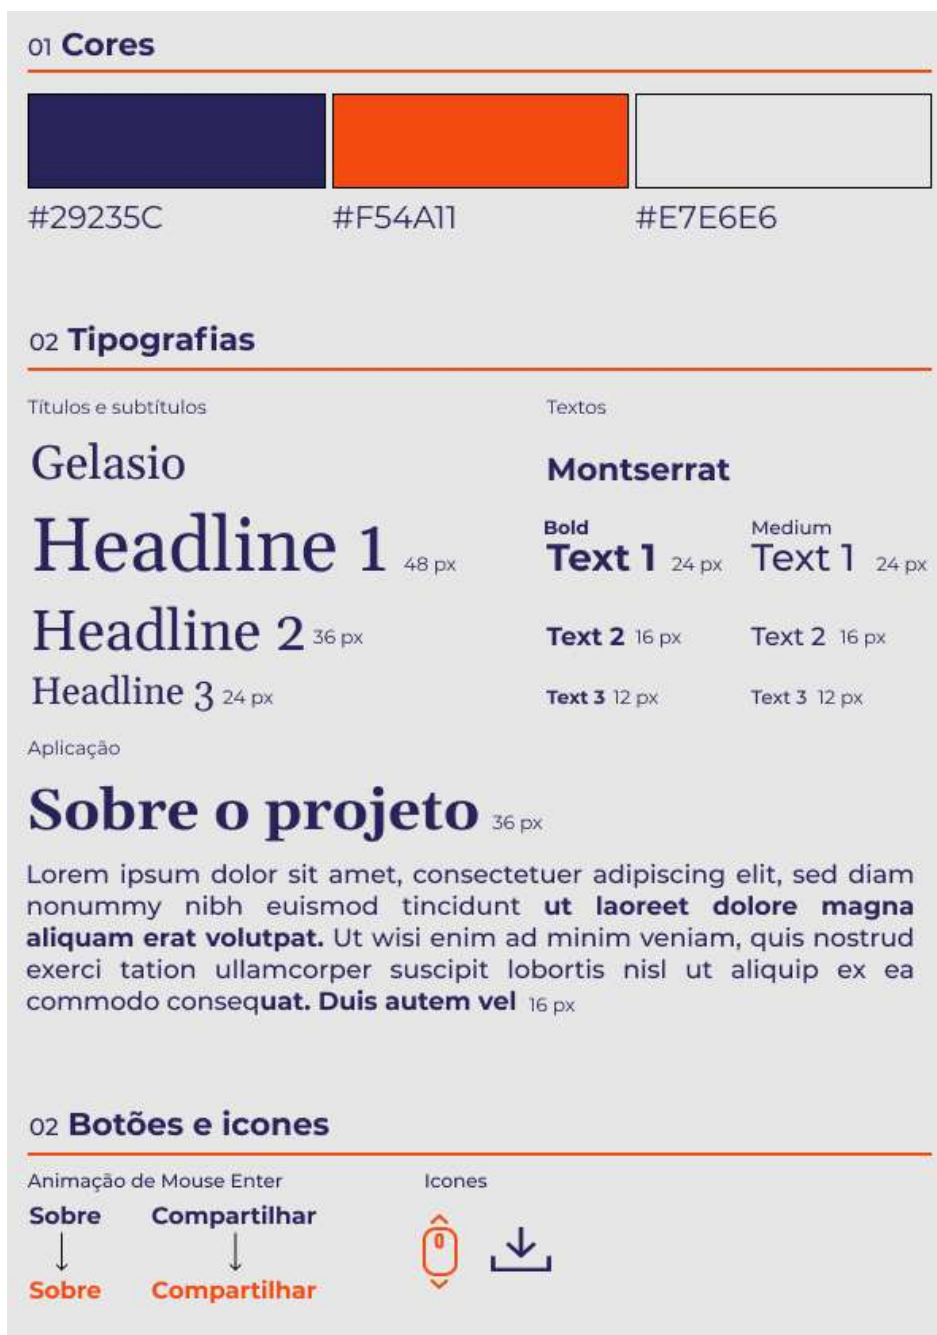 01 Cores
#29235C
#F54A11
#E7E6E6
02 Tipografias
Títulos e subtítulos
Gelasio
Headline 1 48 px
Headline 2 36 px
Headline 3 24 px
Textos
Montserrat
Bold
Text 1 24 px
Text 2 16 px
Text 3 12 px
Medium
Text 1 24 px
Text 2 16 px
Text 3 12 px
Aplicação
Sobre o projeto 36 px
Lorem ipsum dolor sit amet, consectetuer adipiscing elit, sed diam
nonummy nibh euismod tincidunt ut laoreet dolore magna
aliquam erat volutpat. Ut wisi enim ad minim veniam, quis nostrud
exerci tation ullamcorper suscipit lobortis nisl ut aliquip ex ea
commodo consequat. Duis autem vel 16 px
02 Botões e icones
Animação de Mouse Enter
Sobre
Sobre
Compartilhar
Compartilhar
Icones